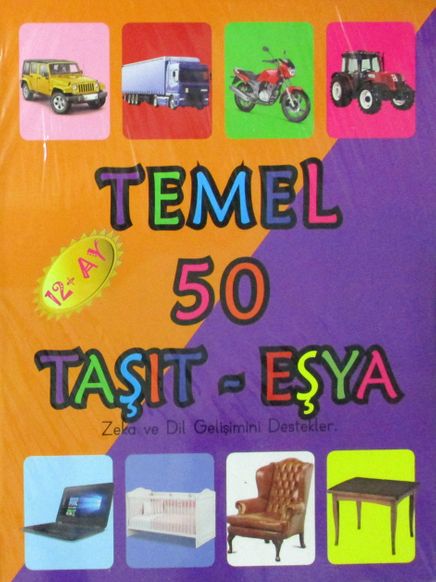 TEMEL
12+ AY
50
TAŞIT - EŞYA
Zeka ve Dil Gelişimini Destekler.